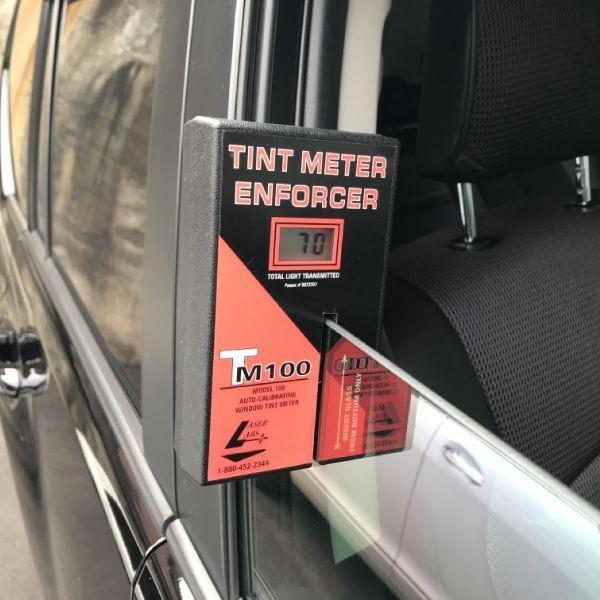 TINT METER
ENFORCER
70
TOTAL LIGHT TRANSMITTED
TM100
MODEL 100
AUTO-CALIBRATING
WINDOW TINT METER
LASER
LABS
1-800-452-2344
INSERT GLASS
FROM BOTTOM ONLY